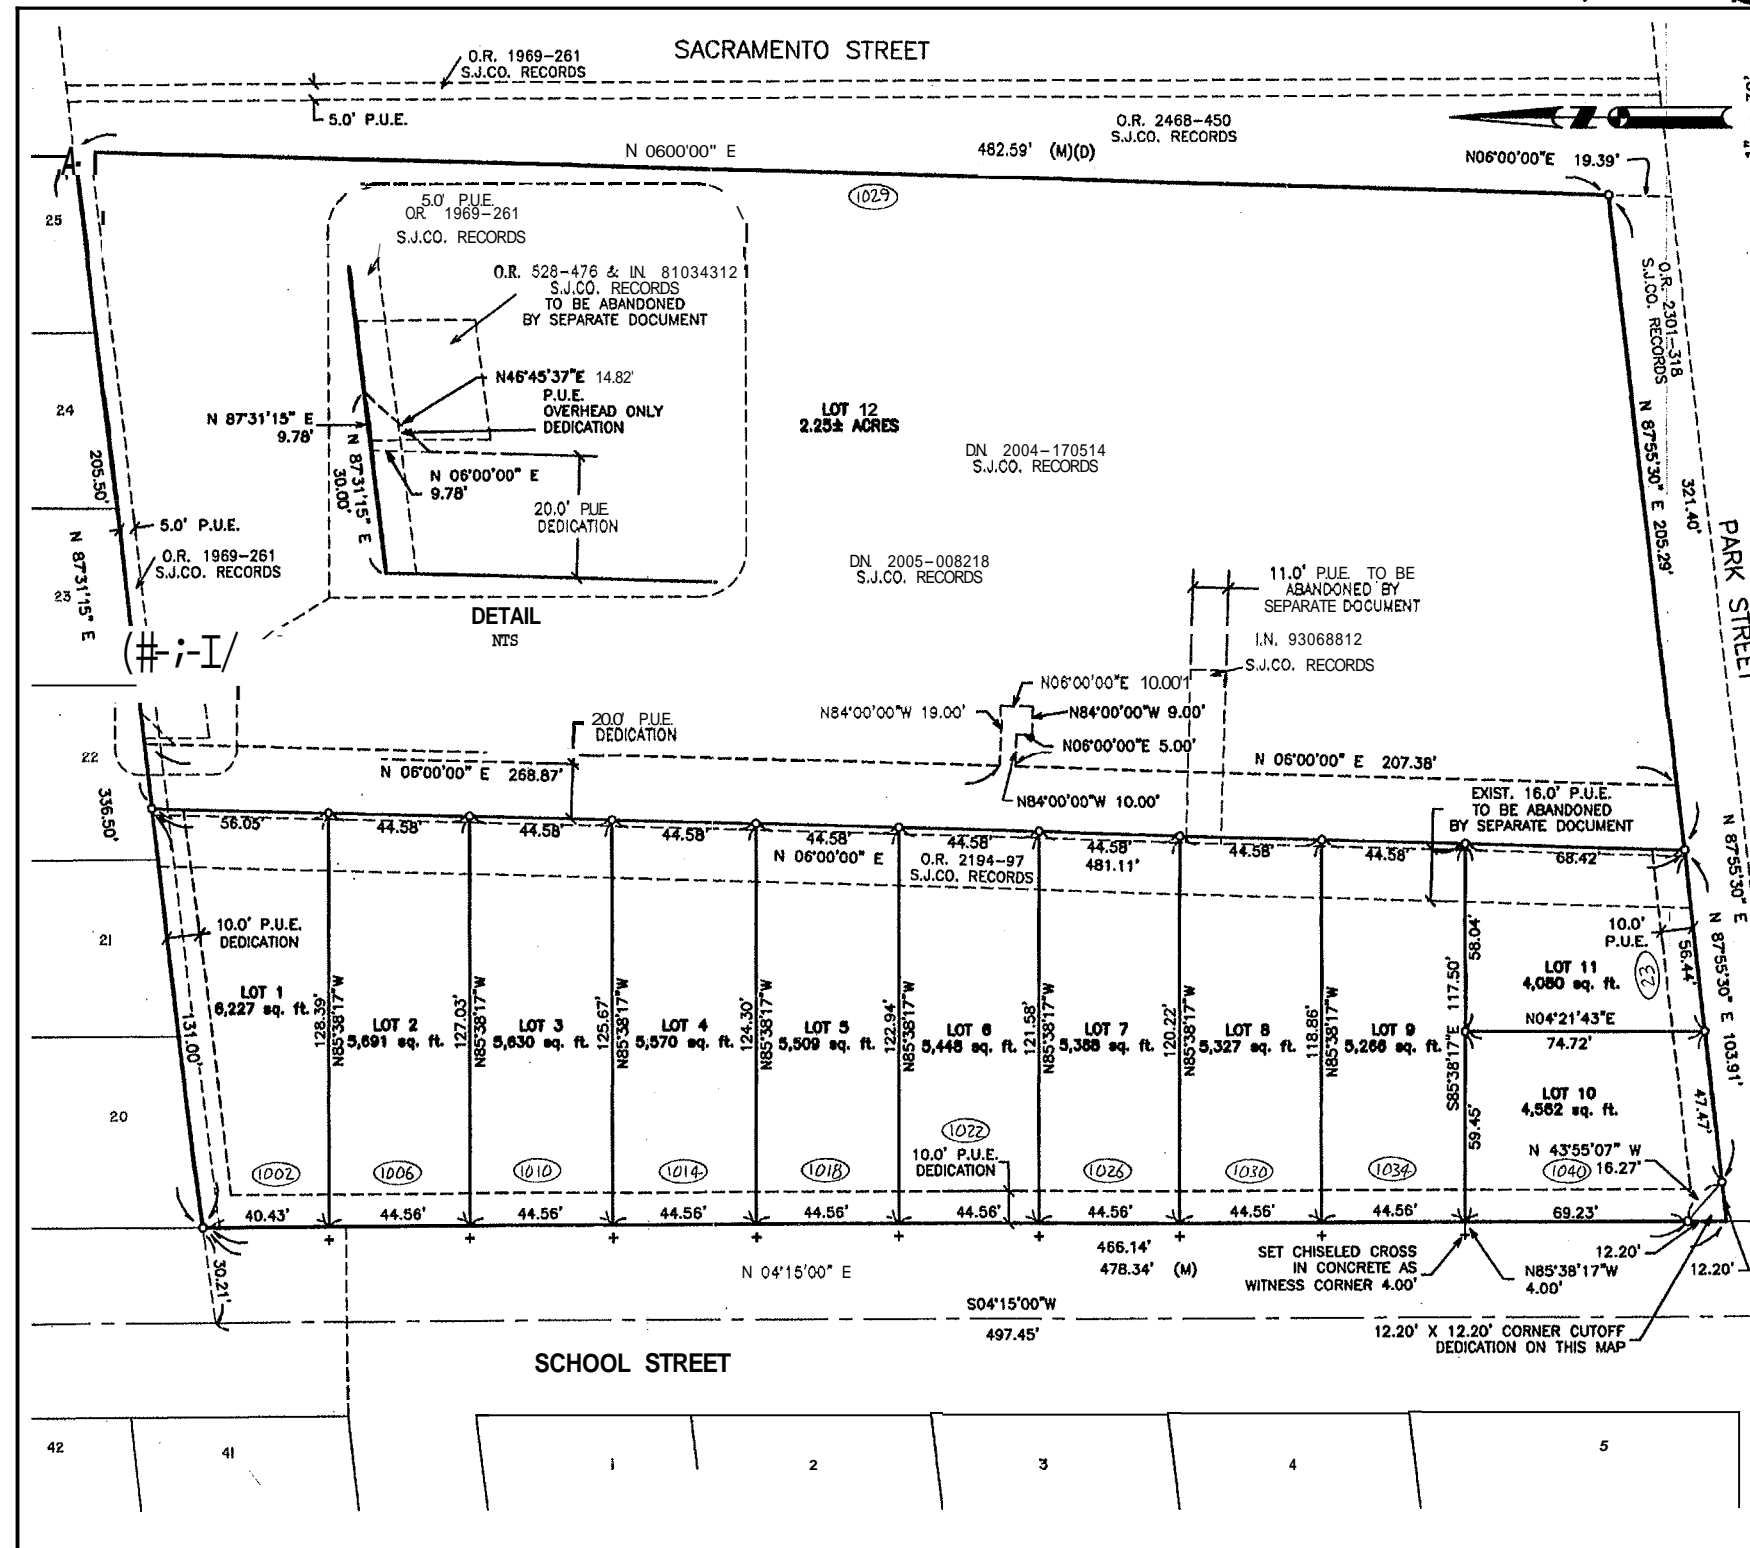 SACRAMENTO STREET
O.R. 1969-261
S.J.CO. RECORDS
5.0' P.U.E.
O.R. 2468-450
S.J.CO. RECORDS
N 0600'00" E
482.59' (M)(D)
N06°00'00"E 19.39'
A
25
1029
5.0' P.U.E.
O.R. 1969-261
S.J.CO. RECORDS
O.R. 528-476 & IN. 81034312
S.J.CO. RECORDS
TO BE ABANDONED
BY SEPARATE DOCUMENT
O.R. 2301-318
S.J.CO. RECORDS
N46°45'37"E 14.82'
P.U.E.
OVERHEAD ONLY
DEDICATION
N 87°31'15" E
9.78'
N 87°31'15" E
30.00'
N 06°00'00" E
9.78'
20.0' P.U.E.
DEDICATION
24
LOT 12
2.25± ACRES
DN. 2004-170514
S.J.CO. RECORDS
N 87°55'30" E 205.29'
321.40'
PARK STREET
205.50'
5.0' P.U.E.
O.R. 1969-261
S.J.CO. RECORDS
N 87°31'15" E
23
DN. 2005-008218
S.J.CO. RECORDS
11.0' P.U.E. TO BE
ABANDONED BY
SEPARATE DOCUMENT
DETAIL
NTS
(#-;-I/
I.N. 93068812
S.J.CO. RECORDS
N06°00'00"E 10.00'1
N84°00'00"W 19.00'
N84°00'00"W 9.00'
20.0' P.U.E.
DEDICATION
N06°00'00"E 5.00'
22
N 06°00'00" E 268.87'
N 06°00'00" E 207.38'
N84°00'00"W 10.00'
EXIST. 16.0' P.U.E.
TO BE ABANDONED
BY SEPARATE DOCUMENT
336.50'
56.05'
44.58'
44.58'
44.58'
44.58'
44.58'
44.58'
44.58'
44.58'
68.42'
N 06°00'00" E
481.11'
O.R. 2194-97
S.J.CO. RECORDS
N 87°55'30" E
21
10.0' P.U.E.
DEDICATION
10.0'
P.U.E.
56.44'
N 87°55'30" E 103.91'
23
LOT 1
6,227 sq. ft.
128.39'
N85°38'17"W
LOT 2
5,691 sq. ft.
127.03'
N85°38'17"W
LOT 3
5,630 sq. ft.
125.67'
N85°38'17"W
LOT 4
5,570 sq. ft.
124.30'
N85°38'17"W
LOT 5
5,509 sq. ft.
122.94'
N85°38'17"W
LOT 6
5,448 sq. ft.
121.58'
N85°38'17"W
LOT 7
5,388 sq. ft.
120.22'
N85°38'17"W
LOT 8
5,327 sq. ft.
118.86'
N85°38'17"W
LOT 9
5,266 sq. ft.
S85°38'17"E 117.50'
58.04'
59.45'
LOT 11
4,080 sq. ft.
N04°21'43"E
74.72'
LOT 10
4,562 sq. ft.
47.47'
131.00'
20
N 43°55'07" W
16.27'
10.0' P.U.E.
DEDICATION
1002
1006
1010
1014
1018
1022
1026
1030
1034
1040
40.43'
44.56'
44.56'
44.56'
44.56'
44.56'
44.56'
44.56'
44.56'
69.23'
30.21'
N 04°15'00" E
466.14'
478.34' (M)
SET CHISELED CROSS
IN CONCRETE AS
WITNESS CORNER 4.00'
N85°38'17"W
4.00'
12.20'
12.20'
S04°15'00"W
497.45'
12.20' X 12.20' CORNER CUTOFF
DEDICATION ON THIS MAP
SCHOOL STREET
42
41
1
2
3
4
5